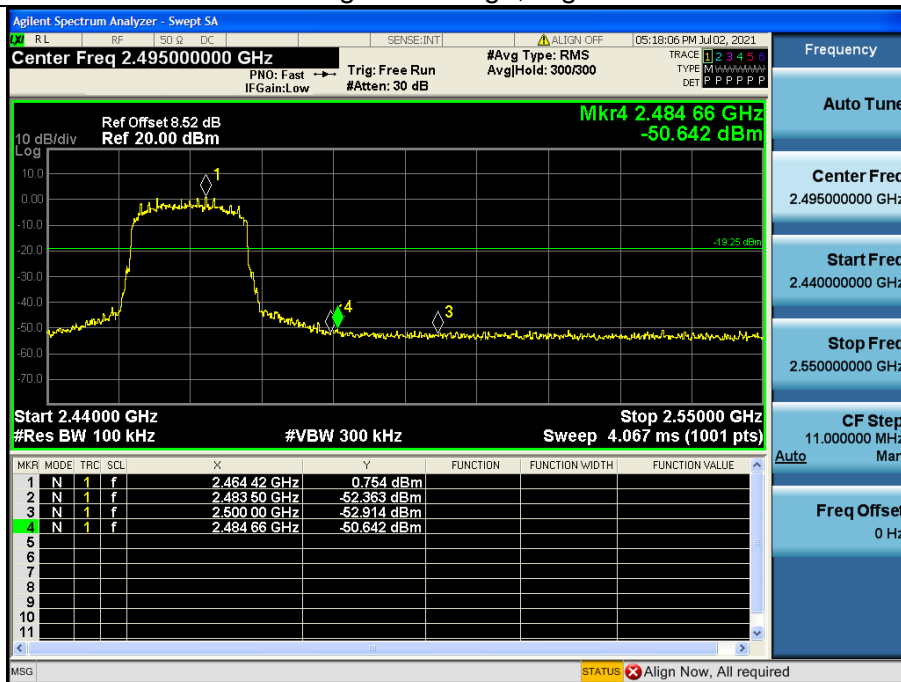 Agilent Spectrum Analyzer - Swept SA
LXI RL RF 50 Ω DC SENSE:INT ALIGN OFF 05:18:06 PM Jul 02, 2021
Center Freq 2.495000000 GHz #Avg Type: RMS TRACE 1 2 3 4 5 6
PNO: Fast Trig: Free Run Avg|Hold: 300/300 TYPE M
IFGain:Low #Atten: 30 dB DET P P P P P P
Mkr4 2.484 66 GHz
Ref Offset 8.52 dB
10 dB/div Ref 20.00 dBm -50.642 dBm
Log
10.0
0.00
-10.0
-20.0
-30.0
-40.0
-50.0
-60.0
-70.0
1
-19.25 dBm
4
3
Start 2.44000 GHz Stop 2.55000 GHz
#Res BW 100 kHz #VBW 300 kHz Sweep 4.067 ms (1001 pts)
MKR MODE TRC SCL X Y FUNCTION FUNCTION WIDTH FUNCTION VALUE
1 N 1 f 2.464 42 GHz 0.754 dBm
2 N 1 f 2.483 50 GHz -52.363 dBm
3 N 1 f 2.500 00 GHz -52.914 dBm
4 N 1 f 2.484 66 GHz -50.642 dBm
5
6
7
8
9
10
11
MSG STATUS Align Now, All required
Frequency
Auto Tune
Center Freq
2.495000000 GHz
Start Freq
2.440000000 GHz
Stop Freq
2.550000000 GHz
CF Step
11.000000 MHz
Auto Man
Freq Offset
0 Hz